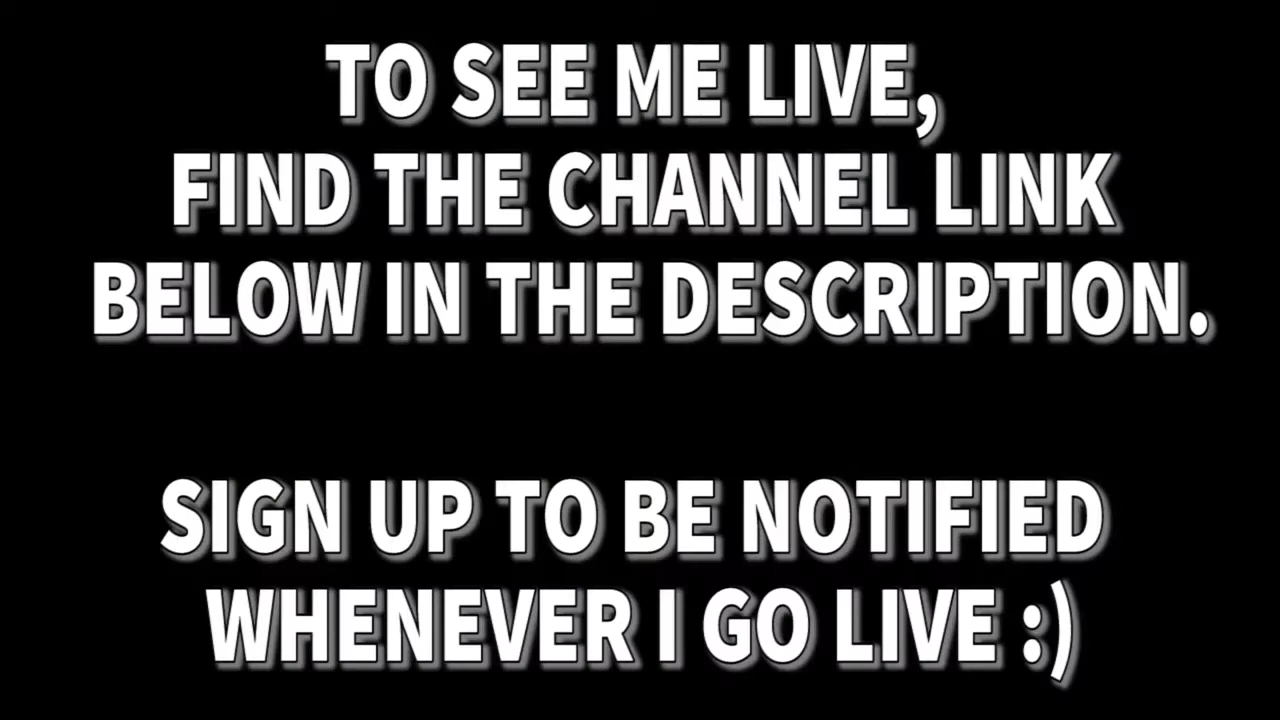 TO SEE ME LIVE,
FIND THE CHANNEL LINK
BELOW IN THE DESCRIPTION.
SIGN UP TO BE NOTIFIED
WHENEVER I GO LIVE :)